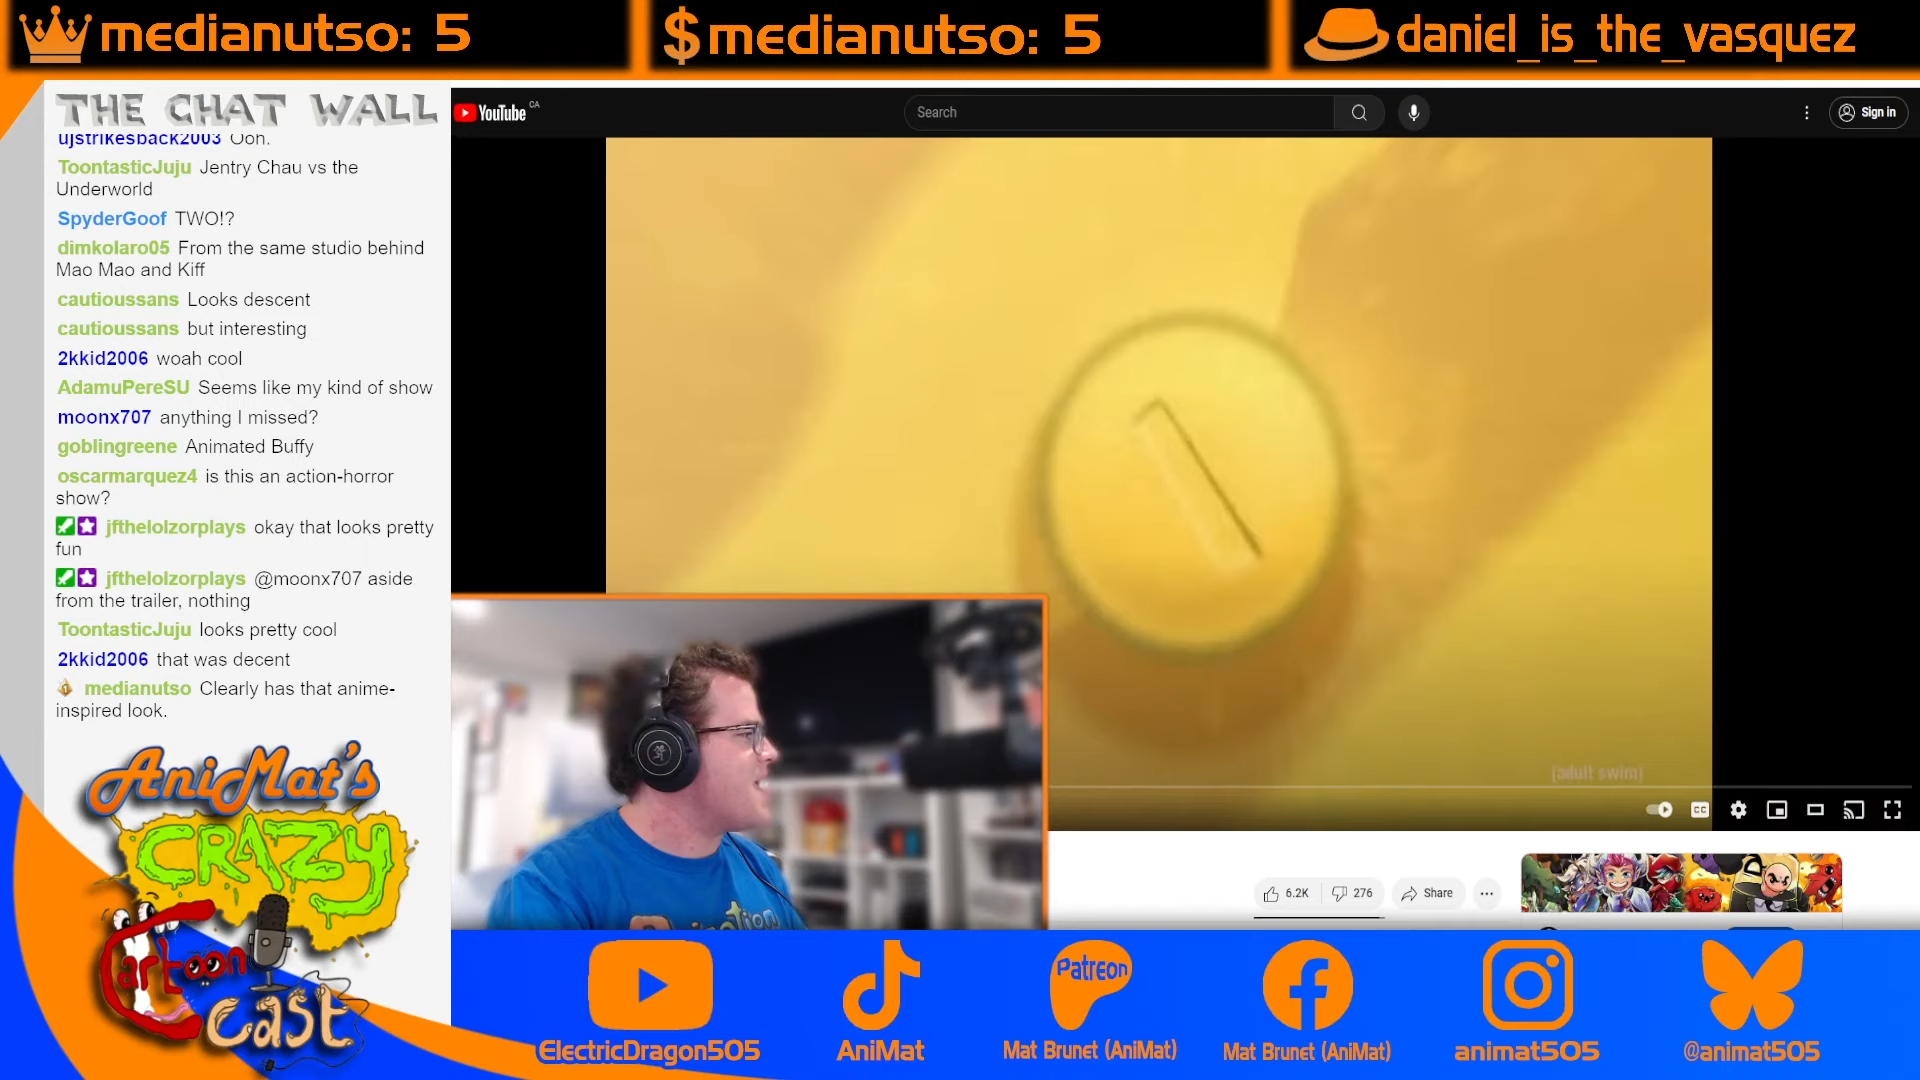 medianutso: 5
$medianutso: 5
daniel_is_the_vasquez
THE CHAT WALL
ujstrikesback2003 Ooh.
ToontasticJuju Jentry Chau vs the
Underworld
SpyderGoof TWO!?
dimkolaro05 From the same studio behind
Mao Mao and Kiff
cautioussans Looks descent
cautioussans but interesting
2kkid2006 woah cool
AdamuPereSU Seems like my kind of show
moonx707 anything I missed?
goblingreene Animated Buffy
oscarmarquez4 is this an action-horror
show?
jfthelolzorplays okay that looks pretty
fun
jfthelolzorplays @moonx707 aside
from the trailer, nothing
ToontasticJuju looks pretty cool
2kkid2006 that was decent
medianutso Clearly has that anime-
inspired look.
AniMat's
CRAZY
Cartoon
Cast
YouTube CA
Search
Sign in
[adult swim]
CC
6.2K
276
Share
Animation
Patreon
ElectricDragon505
AniMat
Mat Brunet (AniMat)
Mat Brunet (AniMat)
animat505
@animat505